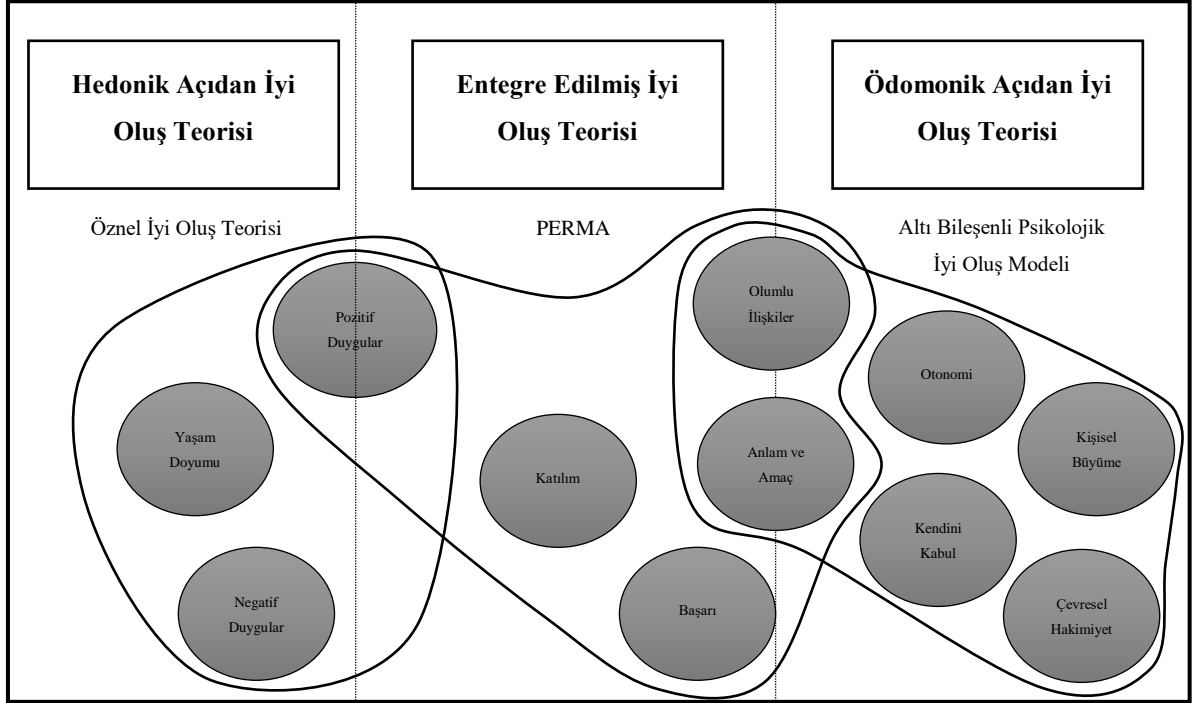 Hedonik Açıdan İyi
Oluş Teorisi
Entegre Edilmiş İyi
Oluş Teorisi
Ödomonik Açıdan İyi
Oluş Teorisi
Öznel İyi Oluş Teorisi
PERMA
Altı Bileşenli Psikolojik
İyi Oluş Modeli
Pozitif
Duygular
Olumlu
İlişkiler
Otonomi
Yaşam
Doyumu
Katılım
Anlam ve
Amaç
Kişisel
Büyüme
Kendini
Kabul
Negatif
Duygular
Başarı
Çevresel
Hakimiyet